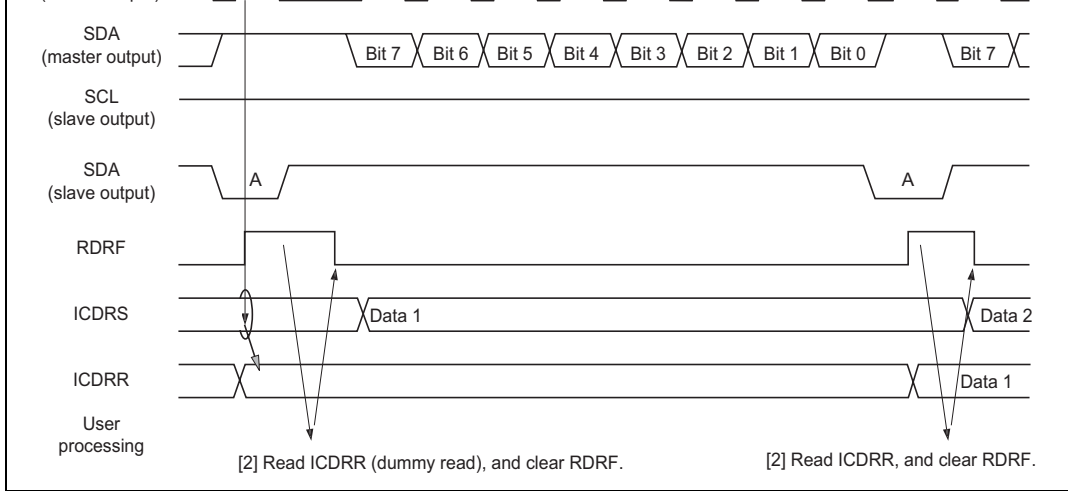 SDA
(master output)
Bit 7 Bit 6 Bit 5 Bit 4 Bit 3 Bit 2 Bit 1 Bit 0 Bit 7
SCL
(slave output)
SDA
(slave output)
A A
RDRF
ICDRS
Data 1 Data 2
ICDRR
Data 1
User
processing
[2] Read ICDRR (dummy read), and clear RDRF. [2] Read ICDRR, and clear RDRF.